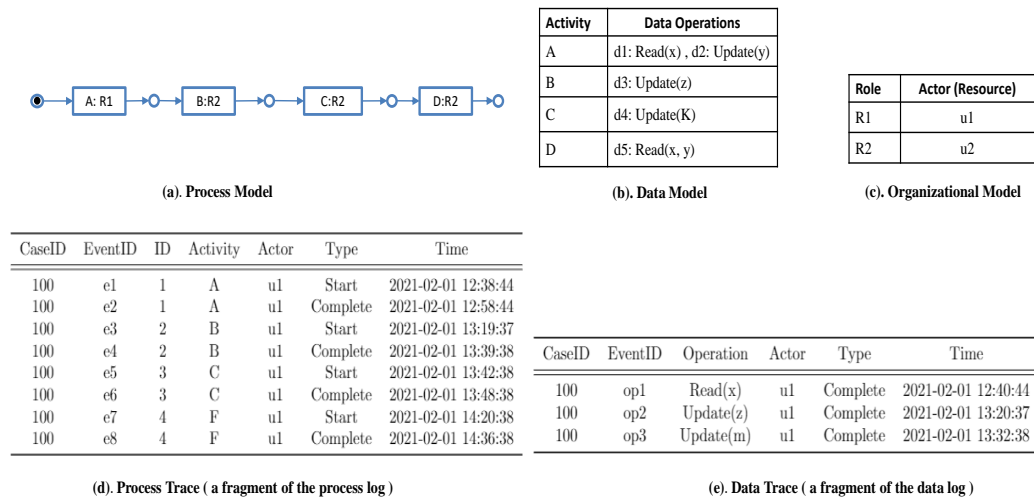 A: R1 B:R2 C:R2 D:R2
(a). Process Model
Activity Data Operations
A d1: Read(x) , d2: Update(y)
B d3: Update(z)
C d4: Update(K)
D d5: Read(x, y)
(b). Data Model
Role Actor (Resource)
R1 u1
R2 u2
(c). Organizational Model
CaseID EventID ID Activity Actor Type Time
100 e1 1 A u1 Start 2021-02-01 12:38:44
100 e2 1 A u1 Complete 2021-02-01 12:58:44
100 e3 2 B u1 Start 2021-02-01 13:19:37
100 e4 2 B u1 Complete 2021-02-01 13:39:38
100 e5 3 C u1 Start 2021-02-01 13:42:38
100 e6 3 C u1 Complete 2021-02-01 13:48:38
100 e7 4 F u1 Start 2021-02-01 14:20:38
100 e8 4 F u1 Complete 2021-02-01 14:36:38
(d). Process Trace ( a fragment of the process log )
CaseID EventID Operation Actor Type Time
100 op1 Read(x) u1 Complete 2021-02-01 12:40:44
100 op2 Update(z) u1 Complete 2021-02-01 13:20:37
100 op3 Update(m) u1 Complete 2021-02-01 13:32:38
(e). Data Trace ( a fragment of the data log )